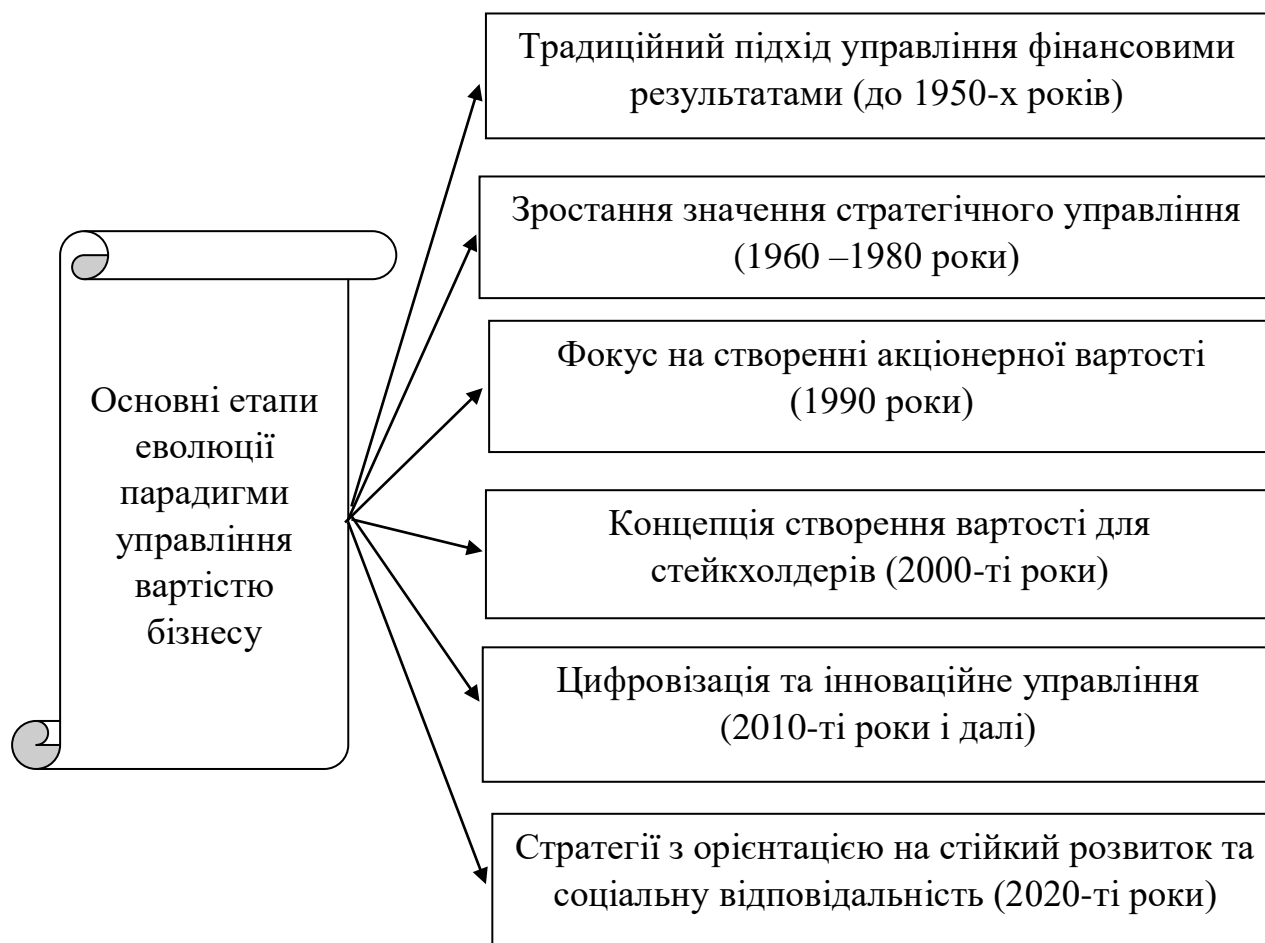 Основні етапи
еволюції
парадигми
управління
вартістю
бізнесу
Традиційний підхід управління фінансовими
результатами (до 1950-х років)
Зростання значення стратегічного управління
(1960 –1980 роки)
Фокус на створенні акціонерної вартості
(1990 роки)
Концепція створення вартості для
стейкхолдерів (2000-ті роки)
Цифровізація та інноваційне управління
(2010-ті роки і далі)
Стратегії з орієнтацією на стійкий розвиток та
соціальну відповідальність (2020-ті роки)